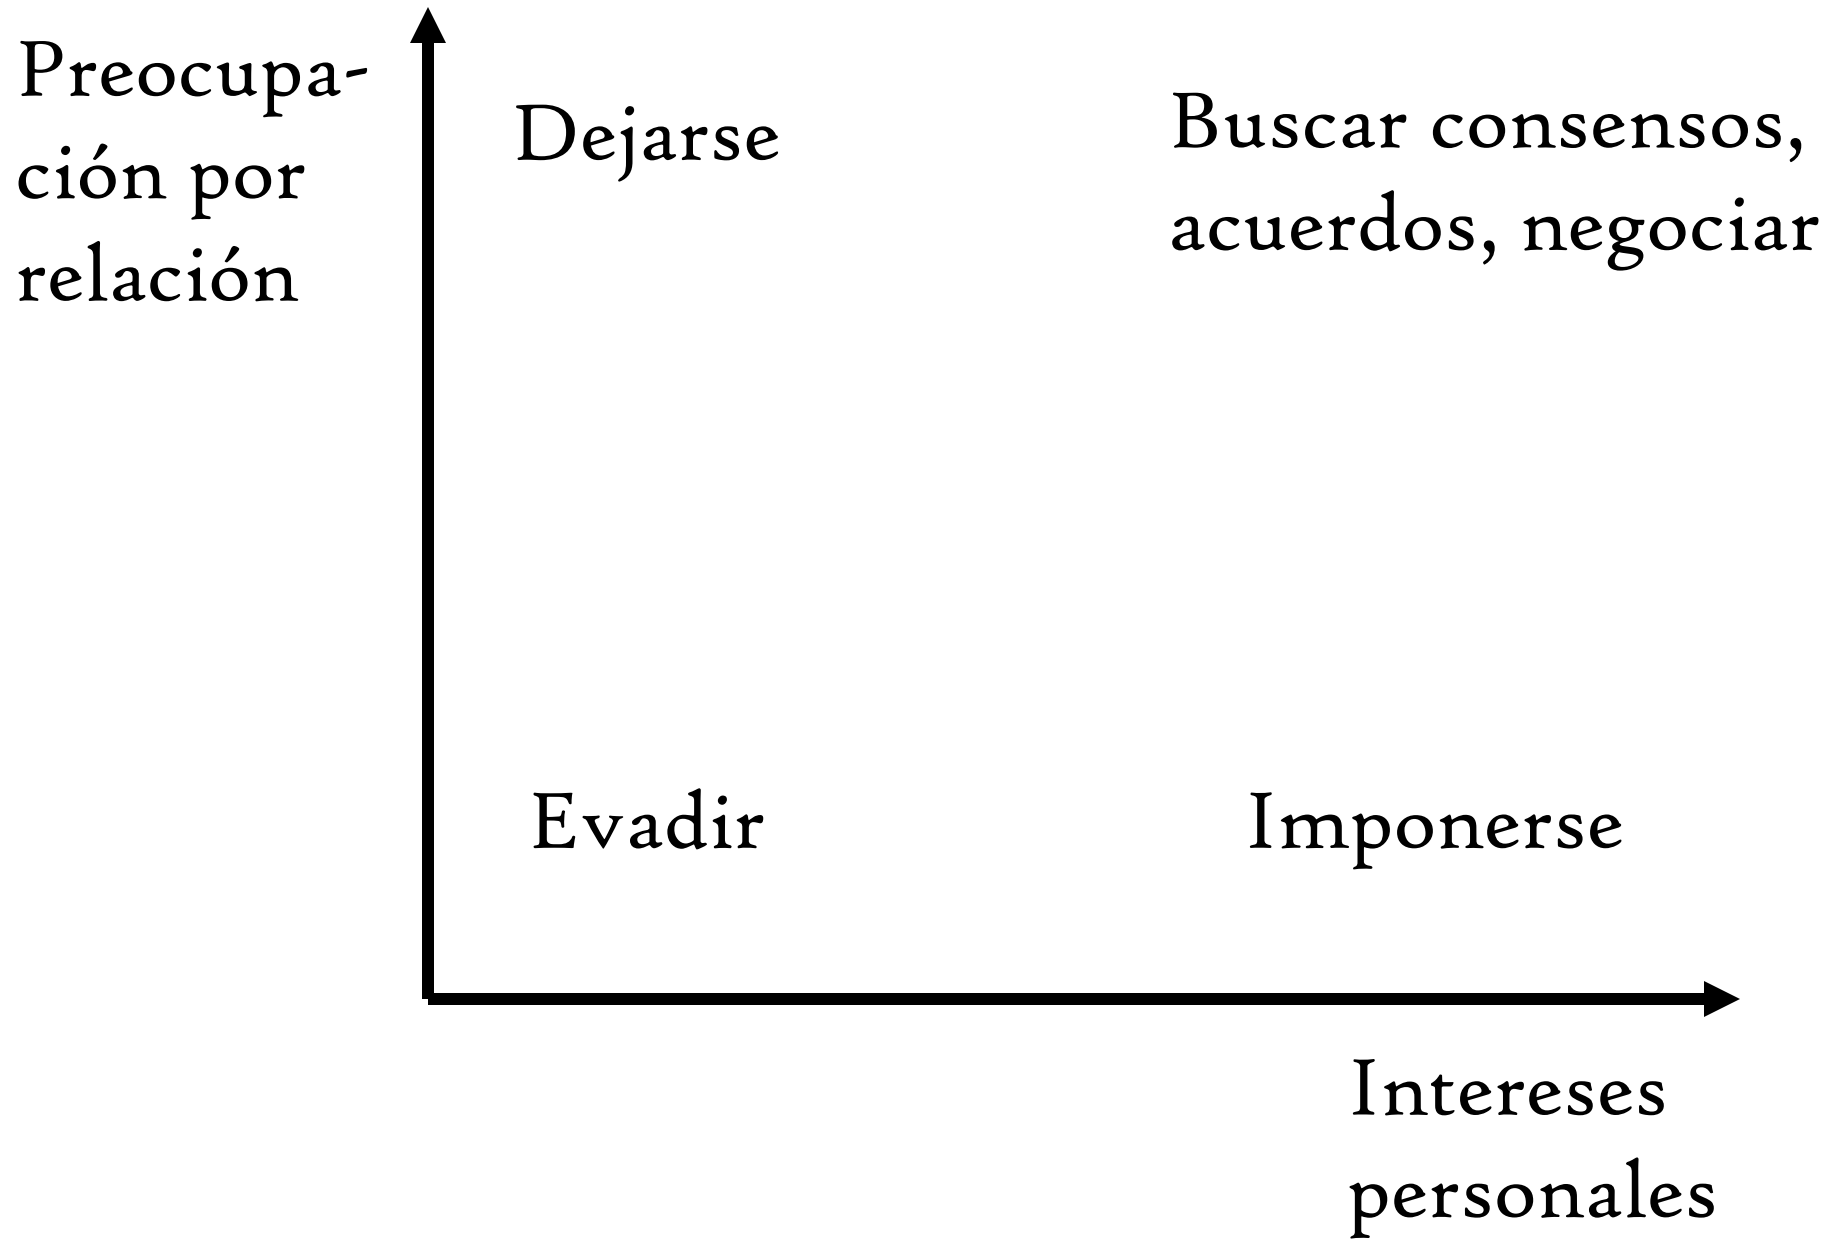 Preocupa-
ción por
relación
Dejarse
Buscar consensos,
acuerdos, negociar
Evadir
Imponerse
Intereses
personales